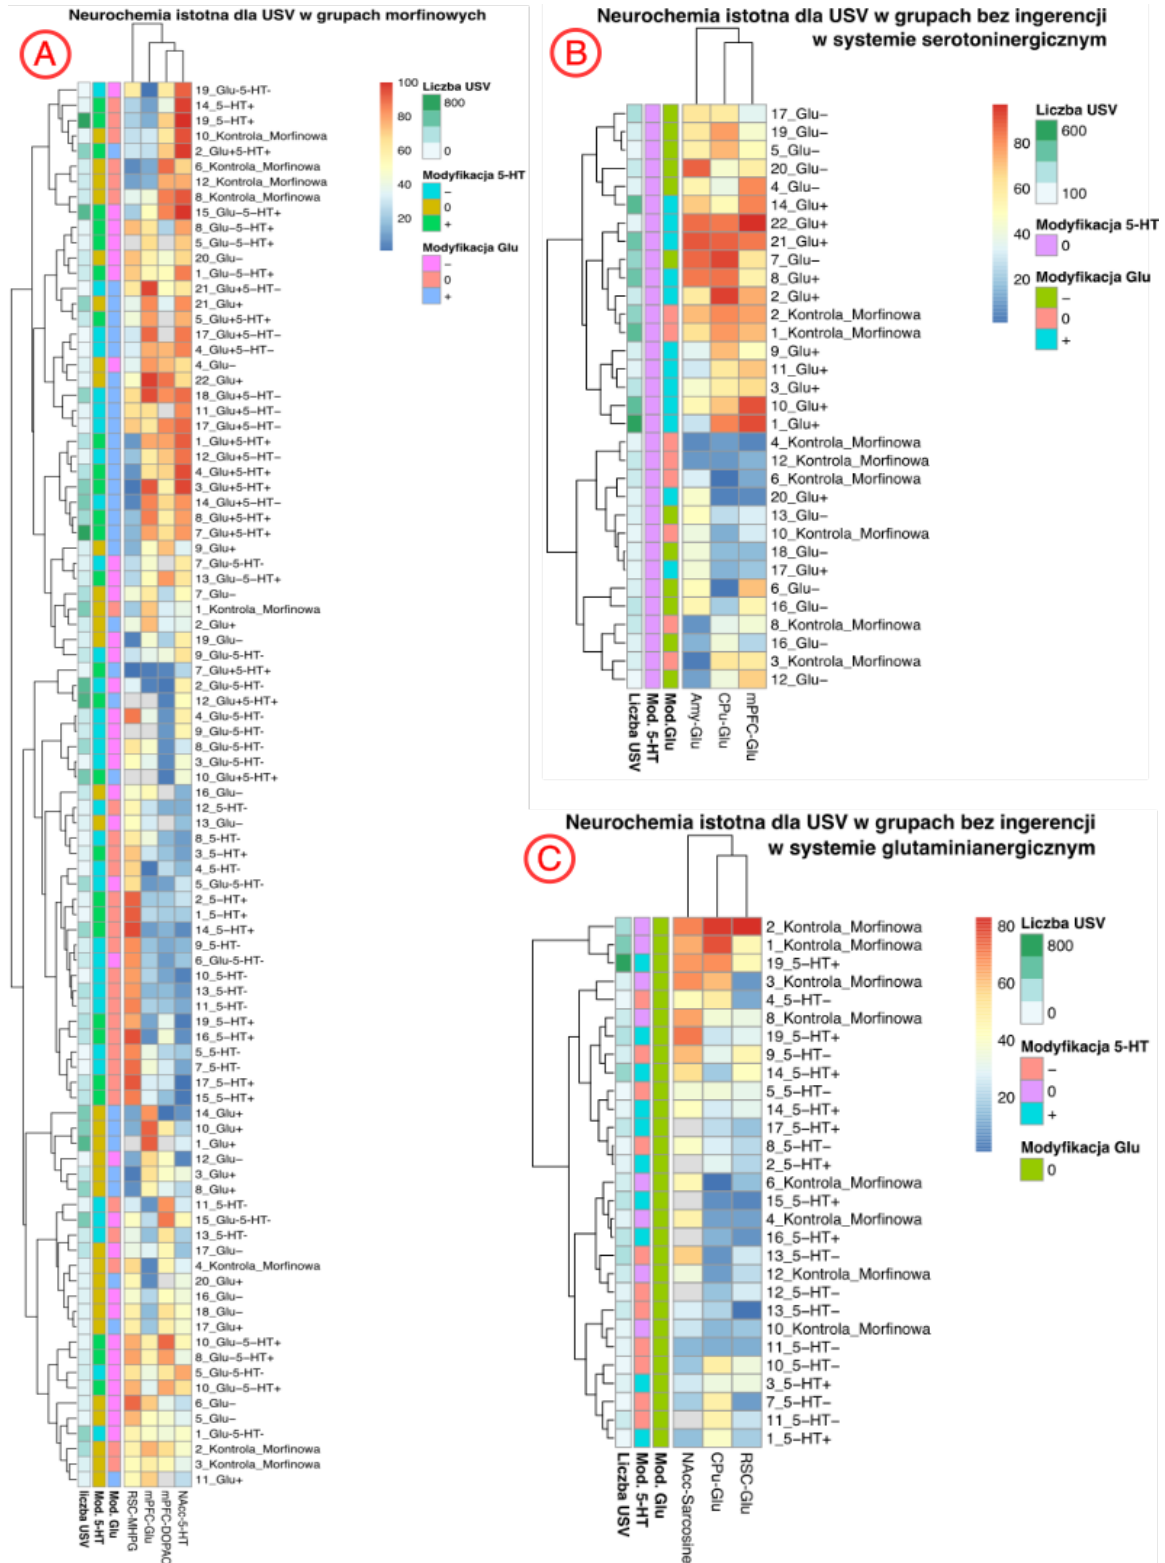 Neurochemia istotna dla USV w grupach morfinowych
A
19_Glu-5-HT-
14_5-HT+
19_5-HT+
10_Kontrola_Morfinowa
2_Glu+5-HT+
6_Kontrola_Morfinowa
12_Kontrola_Morfinowa
8_Kontrola_Morfinowa
15_Glu−5−HT+
8_Glu−5−HT+
5_Glu−5−HT+
20_Glu−
1_Glu−5−HT+
21_Glu+5−HT−
21_Glu+
5_Glu+5HT+
17_Glu+5−HT−
4_Glu+5−HT−
4_Glu−
22_Glu+
18_Glu+5−HT−
11_Glu+5−HT−
17_Glu+5−HT−
1_Glu+5−HT+
12_Glu+5−HT−
4_Glu+5−HT+
3_Glu+5−HT+
14_Glu+5−HT−
8_Glu+5−HT+
7_Glu+5−HT+
9_Glu+
7_Glu-5-HT-
13_Glu−5−HT+
7_Glu−
1_Kontrola_Morfinowa
2_Glu+
19_Glu−
9_Glu-5-HT-
7_Glu+5-HT+
2_Glu-5-HT-
12_Glu+5-HT+
4_Glu-5-HT-
9_Glu-5-HT-
8_Glu-5-HT-
3_Glu-5-HT-
10_Glu+5-HT+
16_Glu−
12_5-HT-
13_Glu−
8_5-HT-
3_5-HT+
4_5-HT-
5_Glu-5-HT-
2_5-HT+
1_5-HT+
14_5-HT+
9_5-HT-
6_Glu-5-HT-
10_5-HT-
13_5-HT-
11_5-HT-
19_5-HT+
16_5-HT+
5_5-HT-
7_5-HT-
17_5-HT+
15_5-HT+
14_Glu+
10_Glu+
1_Glu+
12_Glu−
3_Glu+
8_Glu+
11_5-HT-
15_Glu-5-HT-
13_5-HT-
17_Glu−
4_Kontrola_Morfinowa
20_Glu+
16_Glu−
18_Glu−
17_Glu+
10_Glu−5−HT+
8_Glu−5−HT+
5_Glu-5-HT-
10_Glu−5−HT+
6_Glu−
5_Glu−
1_Glu-5-HT-
2_Kontrola_Morfinowa
3_Kontrola_Morfinowa
11_Glu+
liczba USV
Mod. 5-HT
Mod. Glu
RSC-MHPG
mPFC-Glu
mPFC-DOPAC
NAcc-5-HT
100
80
60
40
20
Liczba USV
800
0
Modyfikacja 5-HT
−
0
+
Modyfikacja Glu
−
0
+
Neurochemia istotna dla USV w grupach bez ingerencji
w systemie serotoninergicznym
B
17_Glu−
19_Glu−
5_Glu−
20_Glu−
4_Glu−
14_Glu+
22_Glu+
21_Glu+
7_Glu−
8_Glu+
2_Glu+
2_Kontrola_Morfinowa
1_Kontrola_Morfinowa
9_Glu+
11_Glu+
3_Glu+
10_Glu+
1_Glu+
4_Kontrola_Morfinowa
12_Kontrola_Morfinowa
6_Kontrola_Morfinowa
20_Glu+
13_Glu−
10_Kontrola_Morfinowa
18_Glu−
17_Glu+
6_Glu−
16_Glu−
8_Kontrola_Morfinowa
16_Glu−
3_Kontrola_Morfinowa
12_Glu−
Liczba USV
Mod. 5-HT
Mod.Glu
Amy-Glu
CPu-Glu
mPFC-Glu
80
60
40
20
Liczba USV
600
100
Modyfikacja 5-HT
0
Modyfikacja Glu
−
0
+
Neurochemia istotna dla USV w grupach bez ingerencji
w systemie glutaminianergicznym
C
2_Kontrola_Morfinowa
1_Kontrola_Morfinowa
19_5-HT+
3_Kontrola_Morfinowa
4_5−HT−
8_Kontrola_Morfinowa
19_5−HT+
9_5−HT−
14_5−HT+
5_5−HT−
14_5−HT+
17_5−HT+
8_5−HT−
2_5−HT+
6_Kontrola_Morfinowa
15_5−HT+
4_Kontrola_Morfinowa
16_5−HT+
13_5−HT−
12_Kontrola_Morfinowa
12_5−HT−
13_5−HT−
10_Kontrola_Morfinowa
11_5−HT−
10_5−HT−
3_5−HT+
7_5−HT−
11_5−HT−
1_5−HT+
Liczba USV
Mod. 5-HT
Mod. Glu
NAcc-Sarcosine
CPu-Glu
RSC-Glu
80
60
40
20
Liczba USV
800
0
Modyfikacja 5-HT
−
0
+
Modyfikacja Glu
0